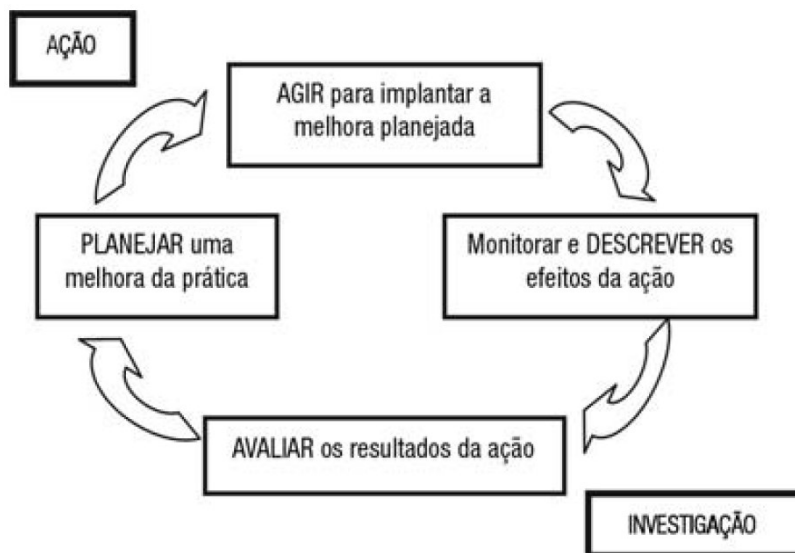 AÇÃO
AGIR para implantar a
melhora planejada
PLANEJAR uma
melhora da prática
Monitorar e DESCREVER os
efeitos da ação
AVALIAR os resultados da ação
INVESTIGAÇÃO